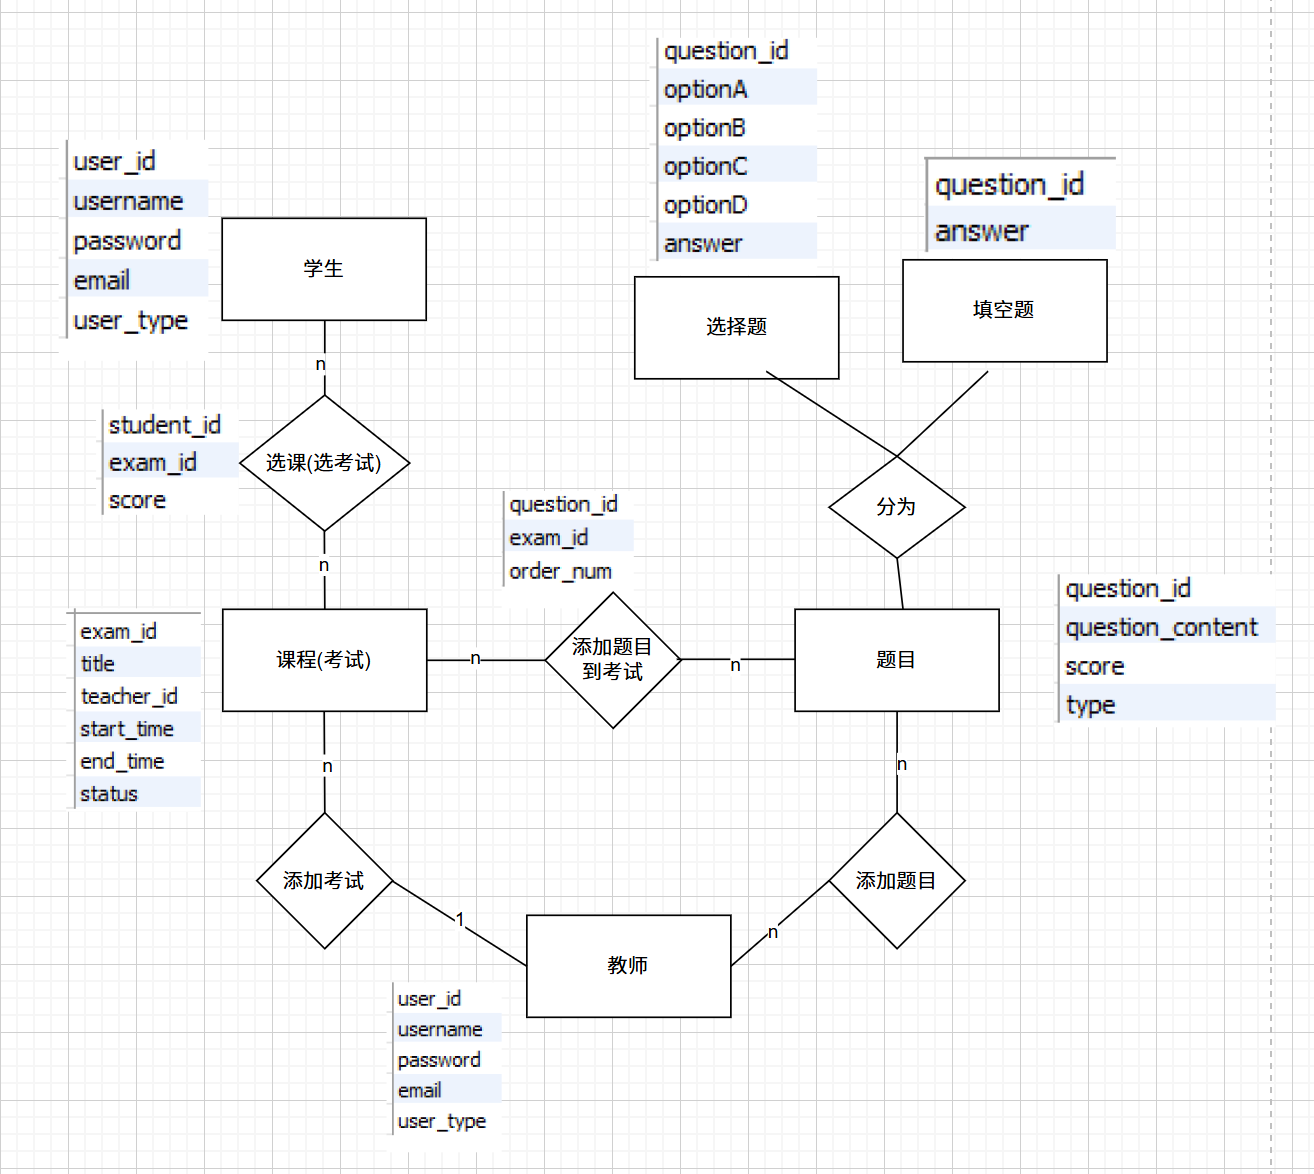 question_id
optionA
optionB
optionC
optionD
answer
question_id
answer
user_id
username
password
email
user_type
学生
选择题
填空题
n
student_id
exam_id
score
选课(选考试)
question_id
exam_id
order_num
分为
n
question_id
question_content
score
type
exam_id
title
teacher_id
start_time
end_time
status
课程(考试)
n
添加题目
到考试
n
题目
n
n
添加考试
添加题目
1
n
教师
user_id
username
password
email
user_type